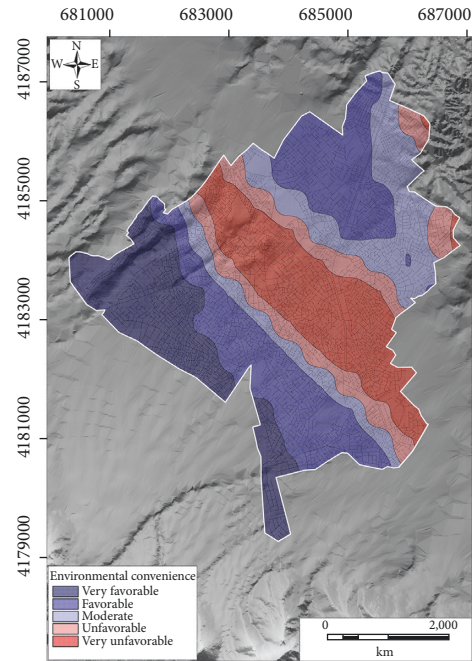 681000 683000 685000 687000
N
W E
S
4187000
4185000
4183000
4181000
4179000
Environmental convenience
Very favorable
Favorable
Moderate
Unfavorable
Very unfavorable
0 2,000
km